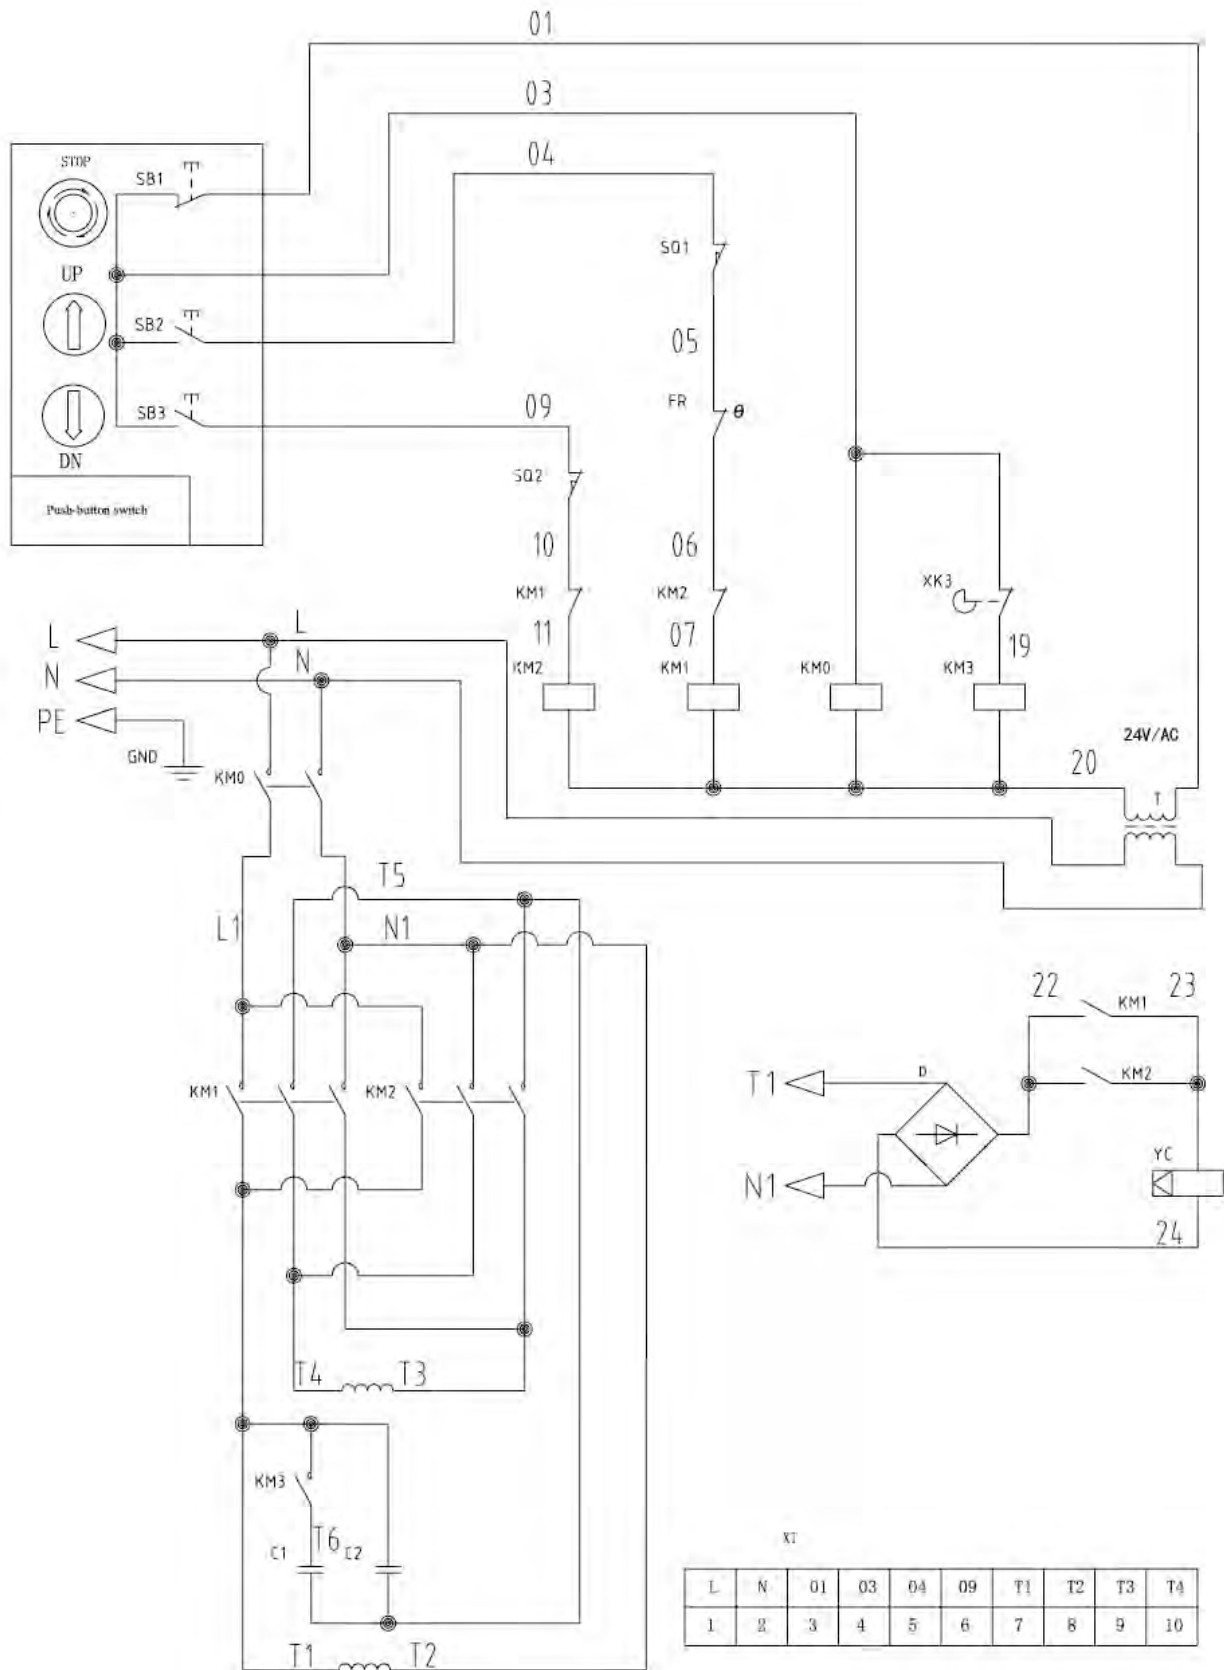 01
03
STOP
04
SB1
SQ1
UP
SB2
05
FR
θ
SB3
09
DN
SQ2
Push-button switch
10
06
KM1
KM2
XK3
L
L
11
07
19
N
N
KM2
KM1
KM0
KM3
PE
24V/AC
GND
20
KM0
T
T5
L1
N1
22
23
KM1
KM1
KM2
T1
D
KM2
YC
N1
24
T4
T3
KM3
C1
T6
C2
XT
L N 01 03 04 09 T1 T2 T3 T4
1 2 3 4 5 6 7 8 9 10
T1
T2